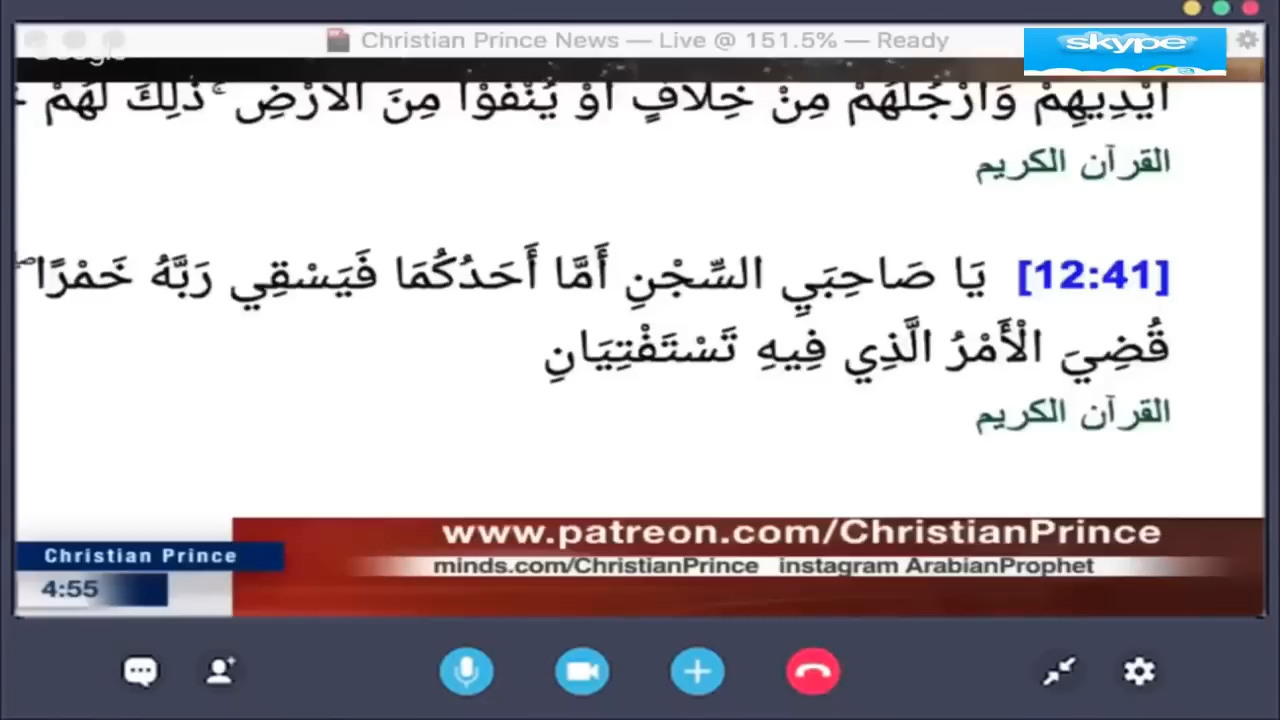 Christian Prince News — Live @ 151.5% — Ready
skype
Google
أَيْدِيهِمْ وَأَرْجُلُهُمْ مِنْ خِلَافٍ أَوْ يُنْفَوْا مِنَ الْأَرْضِ ۚ ذَٰلِكَ لَهُمْ
القرآن الكريم
[12:41] يَا صَاحِبَيِ السِّجْنِ أَمَّا أَحَدُكُمَا فَيَسْقِي رَبَّهُ خَمْرًا ۖ
قُضِيَ الْأَمْرُ الَّذِي فِيهِ تَسْتَفْتِيَانِ
القرآن الكريم
www.patreon.com/ChristianPrince
Christian Prince
minds.com/ChristianPrince instagram ArabianProphet
4:55